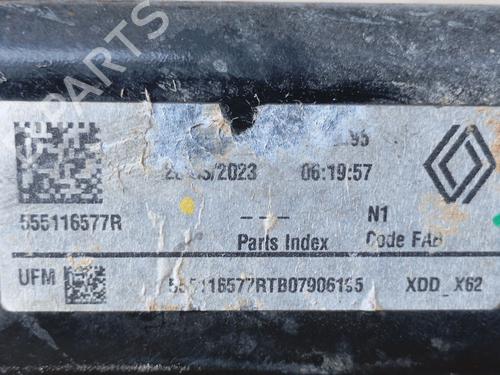 PARTS
555116577R
2023
06:19:57
---
N1
Parts Index
Code FAB
UFM
555116577RTB07906155
XDD_X62